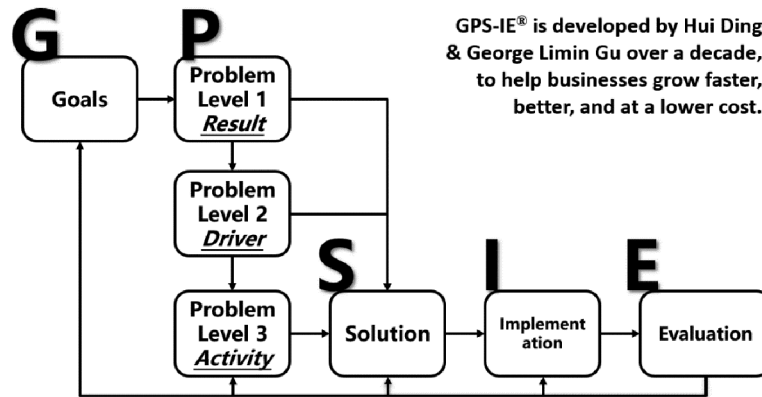 G
P
GPS-IE® is developed by Hui Ding
& George Limin Gu over a decade,
to help businesses grow faster,
better, and at a lower cost.
Goals
Problem
Level 1
Result
Problem
Level 2
Driver
S
I
E
Problem
Level 3
Activity
Solution
Implement
ation
Evaluation